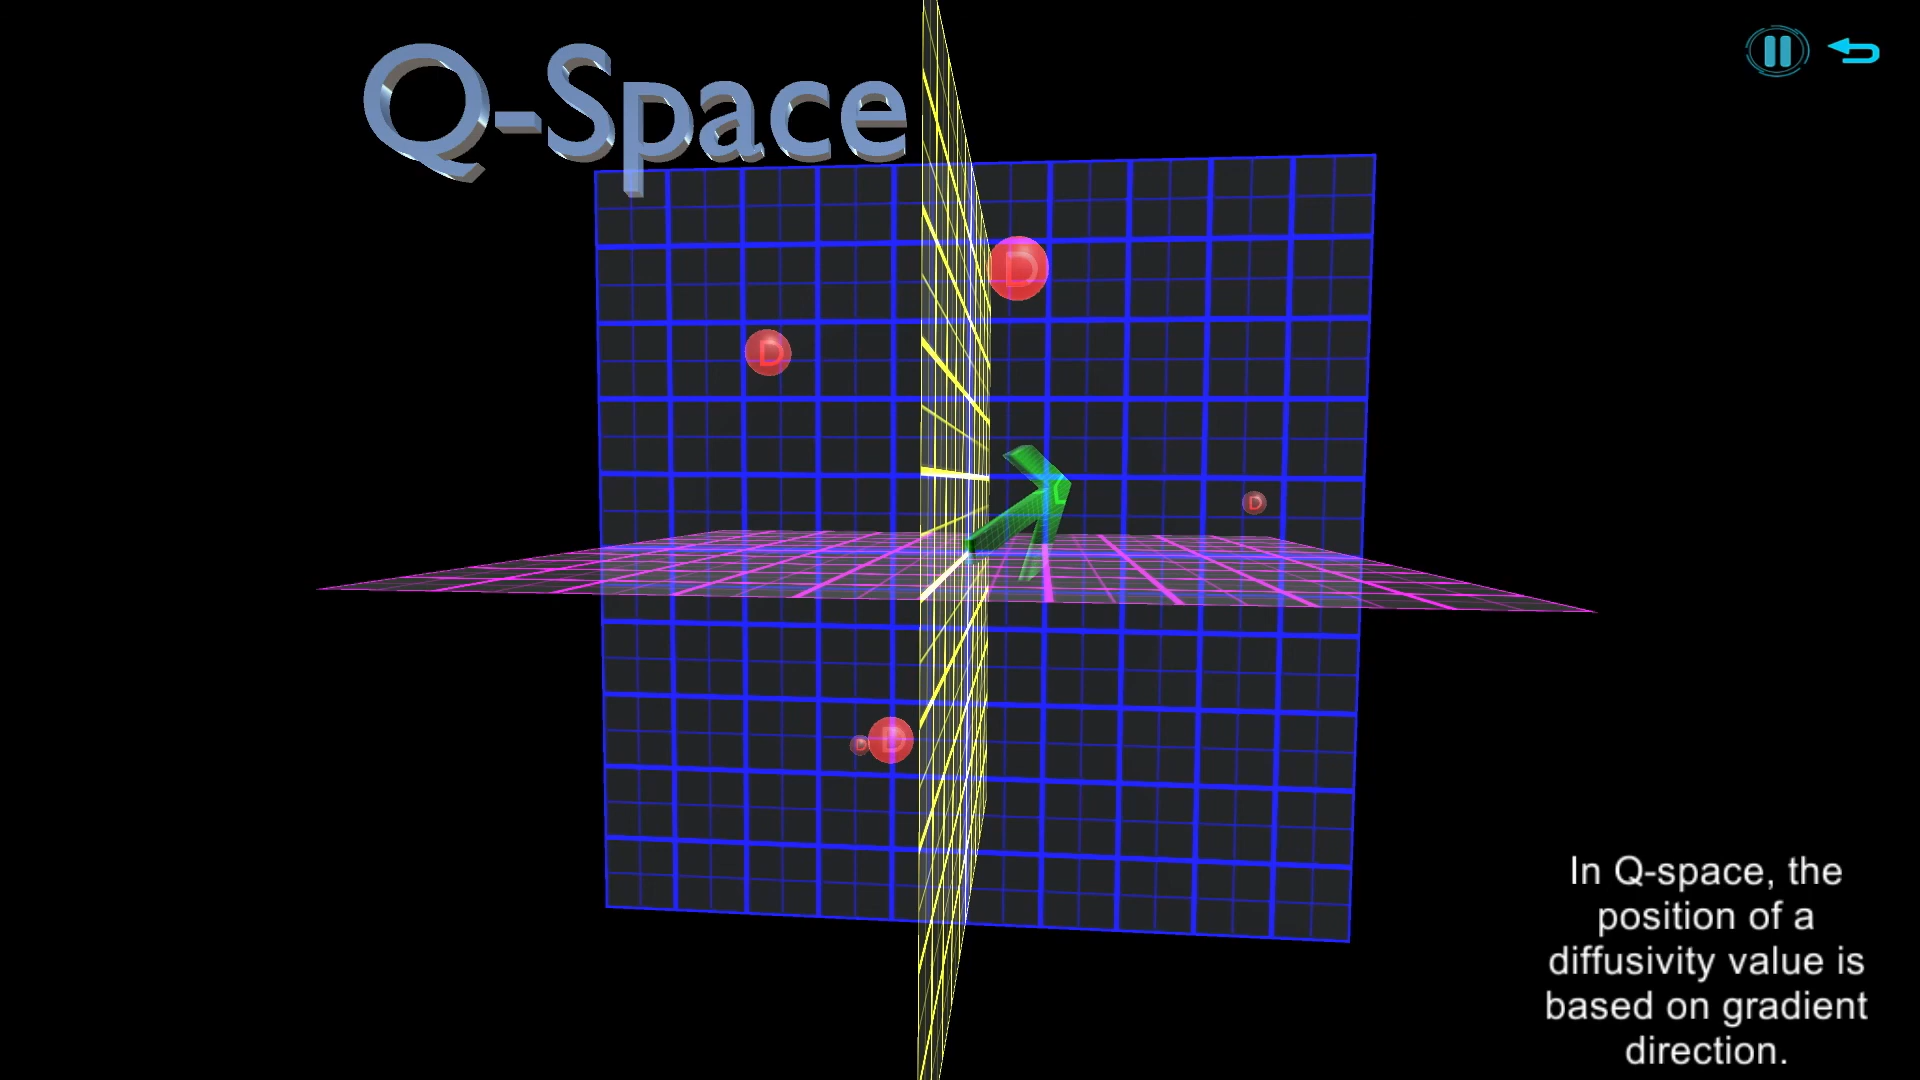 Q-Space
D
D
D
D
D
In Q-space, the
position of a
diffusivity value is
based on gradient
direction.